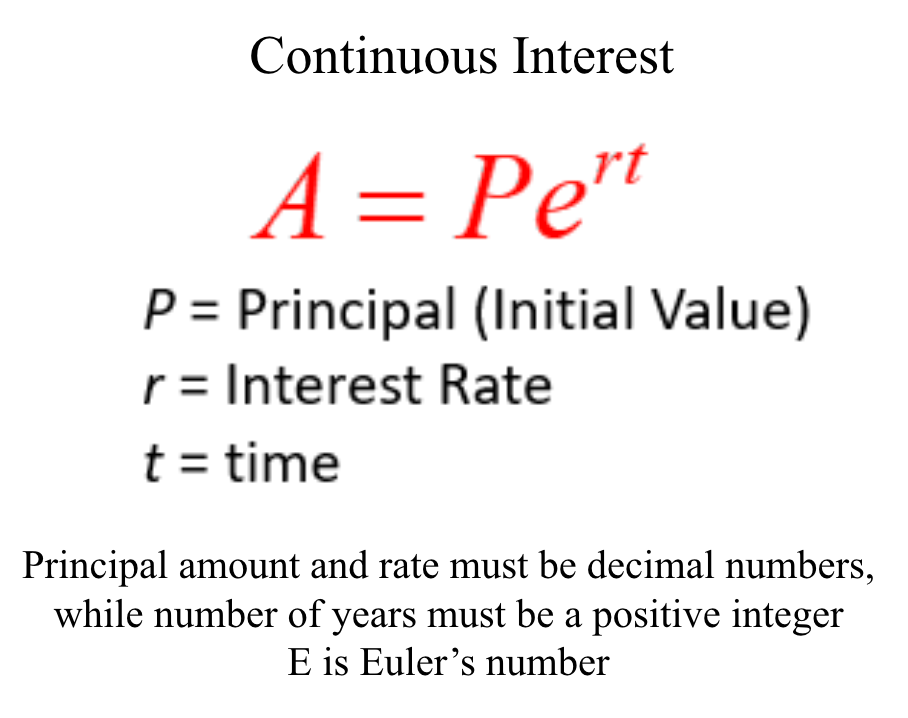 Continuous Interest
A = Pe^{rt}
P = Principal (Initial Value)
r = Interest Rate
t = time
Principal amount and rate must be decimal numbers,
while number of years must be a positive integer
E is Euler’s number